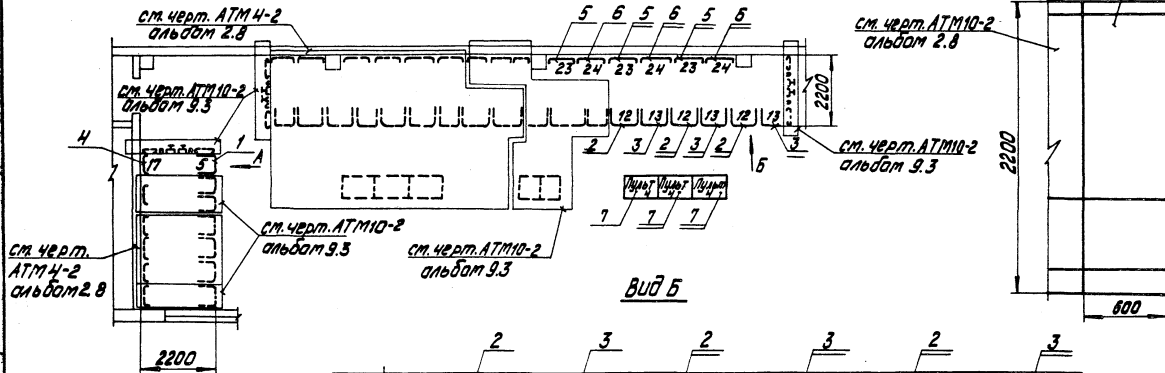 см. черт. АТМ 4-2
альбом 2.8
5 6 5 6 5 6
23 24 23 24 23 24
см. черт. АТМ10-2
альбом 2.8
2200
см. черт. АТМ10-2
альбом 9.3
4
1
17 5
А
12 13 12 13 12 13
2 3 2 3 2 3
Б
см. черт. АТМ10-2
альбом 9.3
2200
Пульт Пульт Пульт
7 7 7
см. черт. АТМ10-2
альбом 9.3
см. черт. АТМ10-2
альбом 9.3
см. черт.
АТМ 4-2
альбом 2.8
Вид Б
600
2200
2 3 2 3 2 3